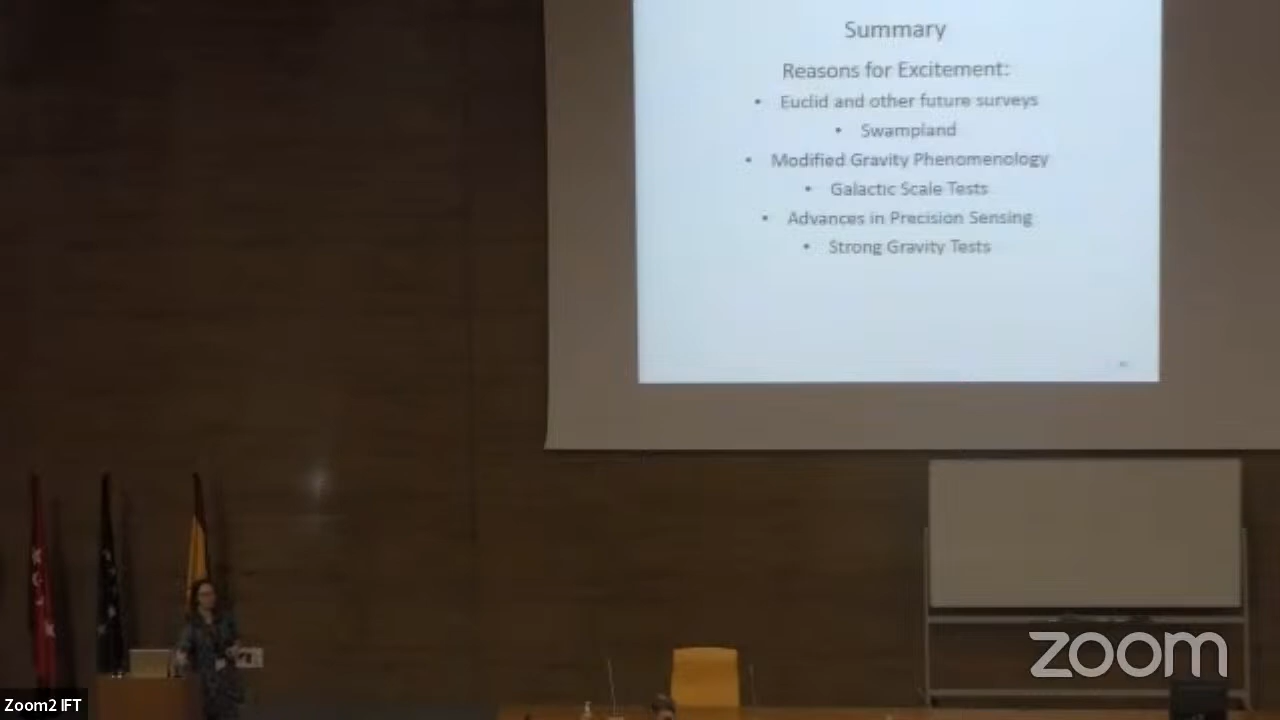 Summary
Reasons for Excitement:
• Euclid and other future surveys
• Swampland
• Modified Gravity Phenomenology
• Galactic Scale Tests
• Advances in Precision Sensing
• Strong Gravity Tests
zoom
Zoom2 IFT